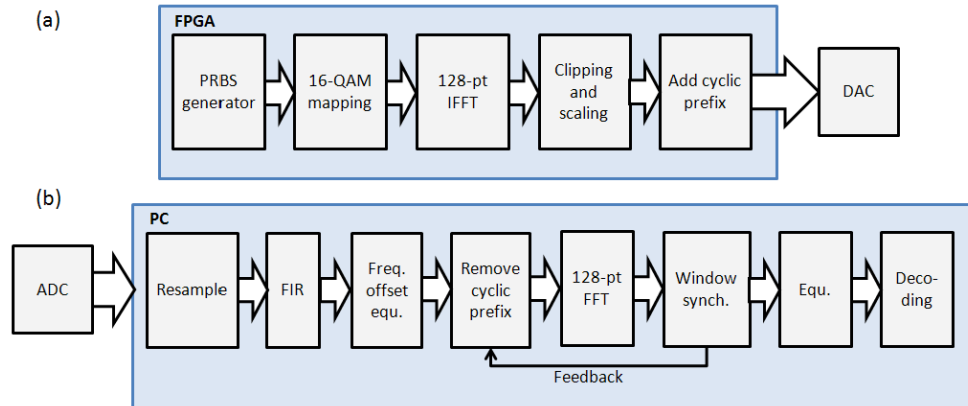 (a)
FPGA
PRBS
generator
16-QAM
mapping
128-pt
IFFT
Clipping
and
scaling
Add cyclic
prefix
DAC
(b)
PC
ADC
Resample
FIR
Freq.
offset
equ.
Remove
cyclic
prefix
128-pt
FFT
Window
synch.
Equ.
Deco-
ding
Feedback